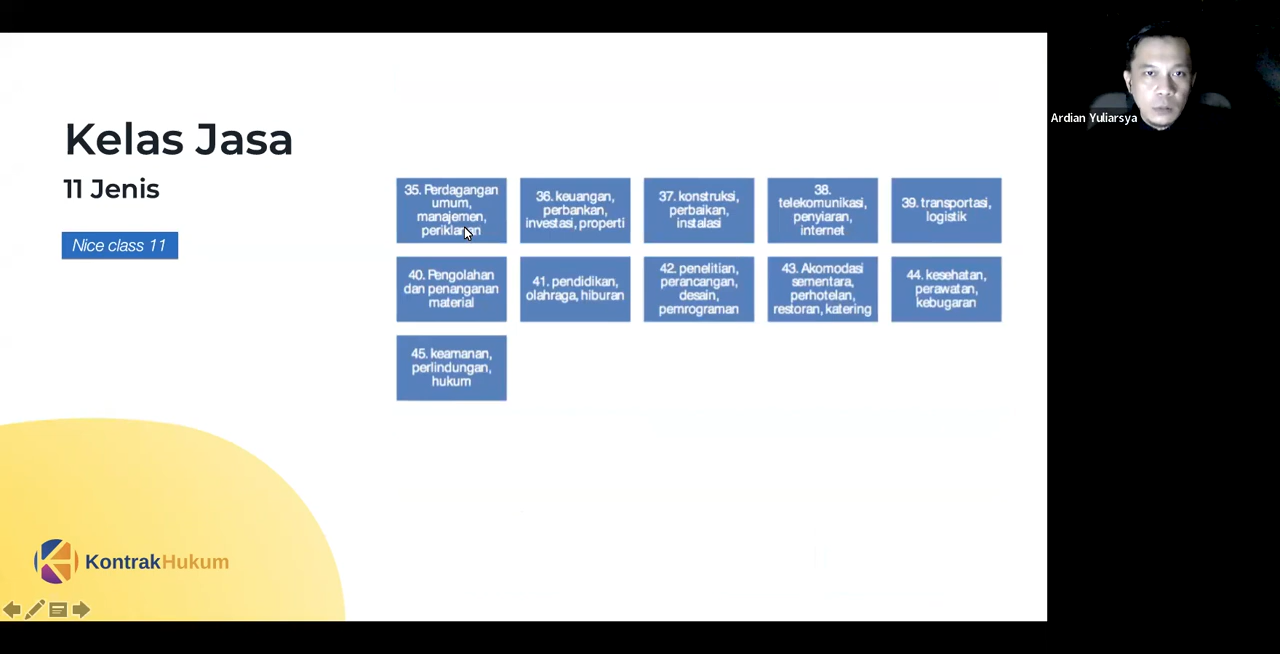 Kelas Jasa
11 Jenis
Nice class 11
35. Perdagangan
umum,
manajemen,
periklanan
36. keuangan,
perbankan,
investasi, properti
37. konstruksi,
perbaikan,
instalasi
38.
telekomunikasi,
penyiaran,
internet
39. transportasi,
logistik
40. Pengolahan
dan penanganan
material
41. pendidikan,
olahraga, hiburan
42. penelitian,
perancangan,
desain,
pemrograman
43. Akomodasi
sementara,
perhotelan,
restoran, katering
44. kesehatan,
perawatan,
kebugaran
45. keamanan,
perlindungan,
hukum
KontrakHukum
Ardian Yuliarsya